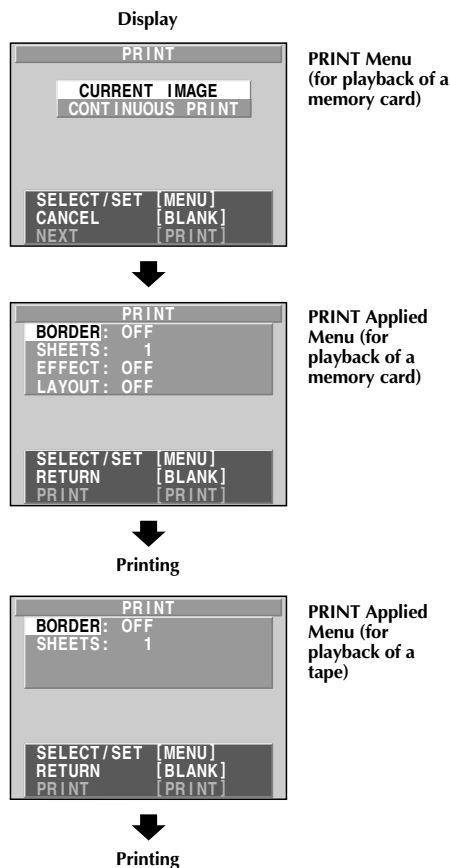 Display
PRINT
CURRENT IMAGE
CONTINUOUS PRINT
SELECT/SET [MENU]
CANCEL [BLANK]
NEXT [PRINT]
PRINT Menu
(for playback of a
memory card)
PRINT
BORDER: OFF
SHEETS: 1
EFFECT: OFF
LAYOUT: OFF
SELECT/SET [MENU]
RETURN [BLANK]
PRINT [PRINT]
PRINT Applied
Menu (for
playback of a
memory card)
Printing
PRINT
BORDER: OFF
SHEETS: 1
SELECT/SET [MENU]
RETURN [BLANK]
PRINT [PRINT]
PRINT Applied
Menu (for
playback of a
tape)
Printing